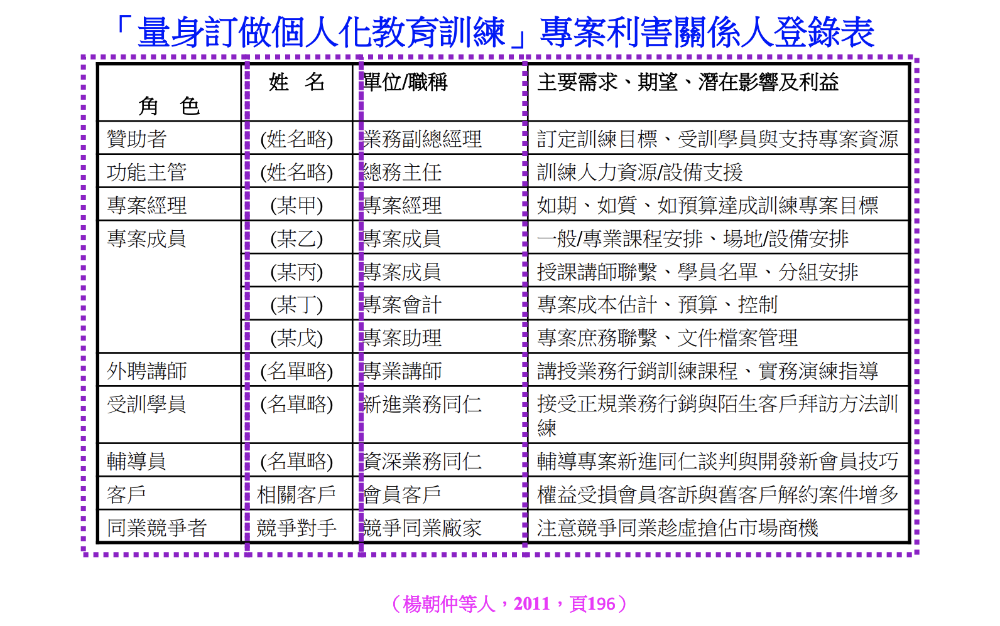 「量身訂做個人化教育訓練」專案利害關係人登錄表
角 色 姓 名 單位/職稱 主要需求、期望、潛在影響及利益
贊助者 (姓名略) 業務副總經理 訂定訓練目標、受訓學員與支持專案資源
功能主管 (姓名略) 總務主任 訓練人力資源/設備支援
專案經理 (某甲) 專案經理 如期、如質、如預算達成訓練專案目標
專案成員 (某乙) 專案成員 一般/專業課程安排、場地/設備安排
(某丙) 專案成員 授課講師聯繫、學員名單、分組安排
(某丁) 專案會計 專案成本估計、預算、控制
(某戊) 專案助理 專案庶務聯繫、文件檔案管理
外聘講師 (名單略) 專業講師 講授業務行銷訓練課程、實務演練指導
受訓學員 (名單略) 新進業務同仁 接受正規業務行銷與陌生客戶拜訪方法訓
練
輔導員 (名單略) 資深業務同仁 輔導專案新進同仁談判與開發新會員技巧
客戶 相關客戶 會員客戶 權益受損會員客訴與舊客戶解約案件增多
同業競爭者 競爭對手 競爭同業廠家 注意競爭同業趁虛搶佔市場商機
（楊朝仲等人，2011，頁196）